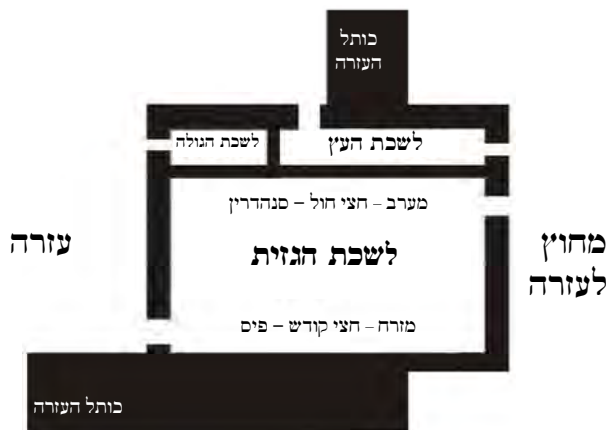 כותל
העזרה
לשכת העץ
לשכת הגולה
מערב – חצי חול – סנהדרין
מחוץ
לעזרה
לשכת הגזית
עזרה
מזרח – חצי קודש – פיס
כותל העזרה